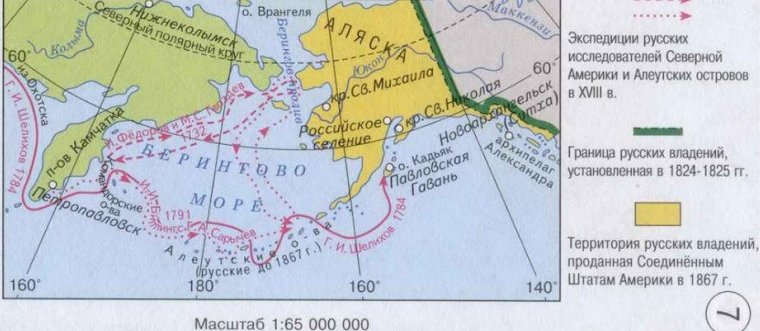 Нижнеколымск
о. Врангеля
Северный полярный круг
Колыма
Берингов пролив
АЛЯСКА
Юкон
Маккензи
60°
60°
из Охотска
Г. И. Шелихов 1784
п-ов Камчатка
Петропавловск
И. Фёдоров и М.С. Гвоздев
1732
БЕРИНГОВО
МОРЕ
кр.Св.Михаила
кр.Св.Николая
Российское
селение
Новоархангельск
(Ситха)
архипелаг
Александра
о. Кадьяк
Павловская
Гавань
о-ва
1791
Г. А. Сарычев
Алеутские о-ва
(русские до 1867 г.)
Г. И. Шелихов 1784
160°
180°
160°
140°
Масштаб 1:65 000 000
Экспедиции русских
исследователей Северной
Америки и Алеутских островов
в XVIII в.
Граница русских владений,
установленная в 1824-1825 гг.
Территория русских владений,
проданная Соединённым
Штатам Америки в 1867 г.
7